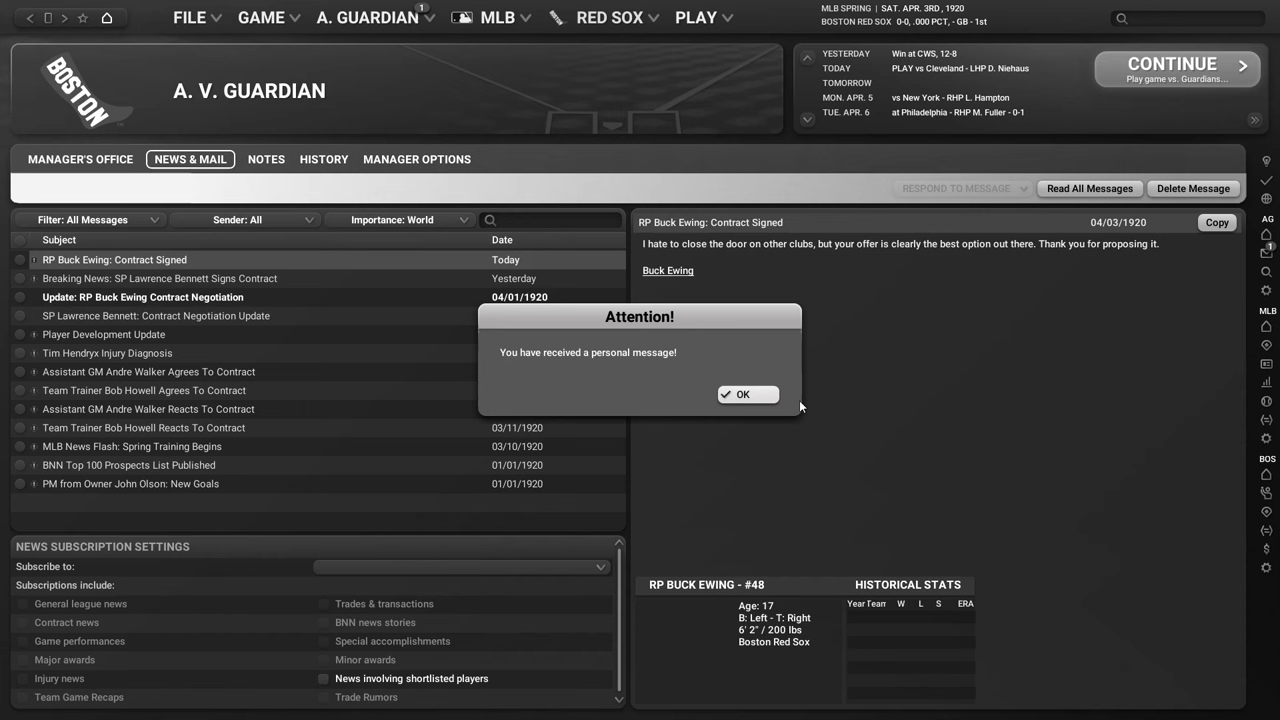 FILE
GAME
A. GUARDIAN
1
MLB
RED SOX
PLAY
MLB SPRING | SAT. APR. 3RD , 1920
BOSTON RED SOX 0-0, .000 PCT, - GB - 1st
BOSTON
A. V. GUARDIAN
YESTERDAY Win at CWS, 12-8
TODAY PLAY vs Cleveland - LHP D. Niehaus
TOMORROW
MON. APR. 5 vs New York - RHP L. Hampton
TUE. APR. 6 at Philadelphia - RHP M. Fuller - 0-1
CONTINUE
Play game vs. Guardians...
MANAGER'S OFFICE
NEWS & MAIL
NOTES
HISTORY
MANAGER OPTIONS
RESPOND TO MESSAGE
Read All Messages
Delete Message
Filter: All Messages
Sender: All
Importance: World
Subject Date
RP Buck Ewing: Contract Signed Today
Breaking News: SP Lawrence Bennett Signs Contract Yesterday
Update: RP Buck Ewing Contract Negotiation 04/01/1920
SP Lawrence Bennett: Contract Negotiation Update
Player Development Update
Tim Hendryx Injury Diagnosis
Assistant GM Andre Walker Agrees To Contract
Team Trainer Bob Howell Agrees To Contract
Assistant GM Andre Walker Reacts To Contract
Team Trainer Bob Howell Reacts To Contract 03/11/1920
MLB News Flash: Spring Training Begins 03/10/1920
BNN Top 100 Prospects List Published 01/01/1920
PM from Owner John Olson: New Goals 01/01/1920
RP Buck Ewing: Contract Signed 04/03/1920
Copy
I hate to close the door on other clubs, but your offer is clearly the best option out there. Thank you for proposing it.
Buck Ewing
Attention!
You have received a personal message!
OK
NEWS SUBSCRIPTION SETTINGS
Subscribe to:
Subscriptions include:
General league news
Trades & transactions
Contract news
BNN news stories
Game performances
Special accomplishments
Major awards
Minor awards
Injury news
News involving shortlisted players
Team Game Recaps
Trade Rumors
RP BUCK EWING - #48
Age: 17
B: Left - T: Right
6' 2" / 200 lbs
Boston Red Sox
HISTORICAL STATS
Year Team W L S ERA
AG
1
MLB
BOS